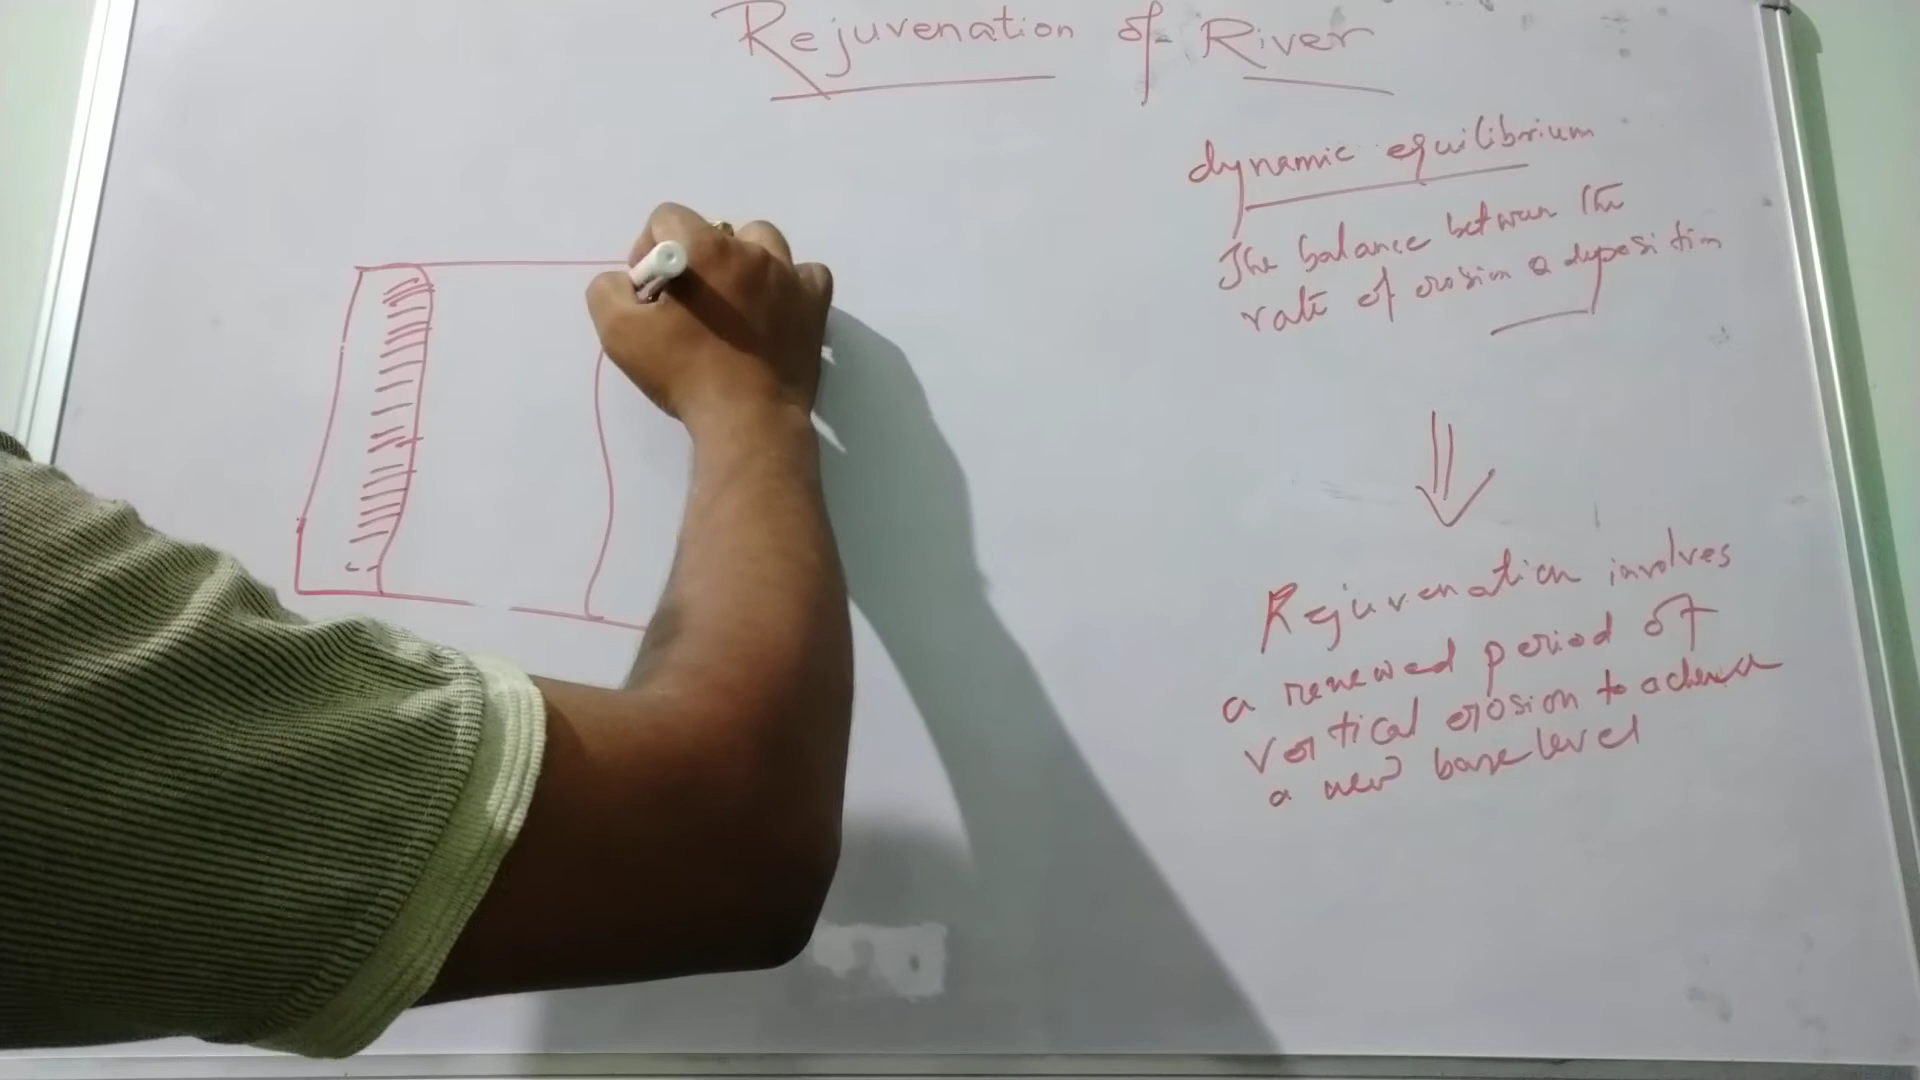 Rejuvenation of River
dynamic equilibrium
The balance between the
rate of erosion & deposition
Rejuvenation involves
a renewed period of
vertical erosion to acheive
a new base level